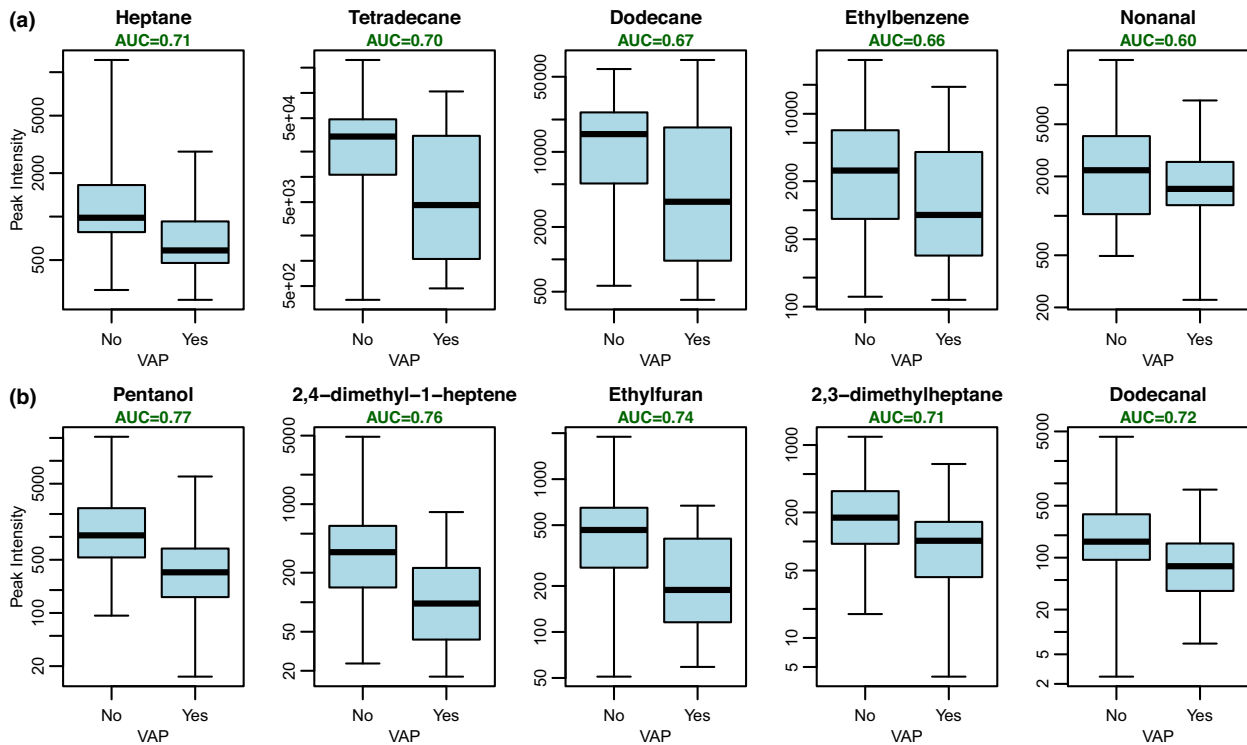 (a)
Heptane
AUC=0.71
Peak Intensity
5000
2000
500
No Yes
VAP
Tetradecane
AUC=0.70
5e+04
5e+03
5e+02
No Yes
VAP
Dodecane
AUC=0.67
50000
10000
2000
500
No Yes
VAP
Ethylbenzene
AUC=0.66
10000
2000
500
100
No Yes
VAP
Nonanal
AUC=0.60
5000
2000
500
200
No Yes
VAP
(b)
Pentanol
AUC=0.77
Peak Intensity
5000
500
100
20
No Yes
VAP
2,4−dimethyl−1−heptene
AUC=0.76
5000
1000
200
50
20
No Yes
VAP
Ethylfuran
AUC=0.74
1000
500
200
100
50
No Yes
VAP
2,3−dimethylheptane
AUC=0.71
1000
200
50
10
5
No Yes
VAP
Dodecanal
AUC=0.72
5000
500
100
20
5
2
No Yes
VAP